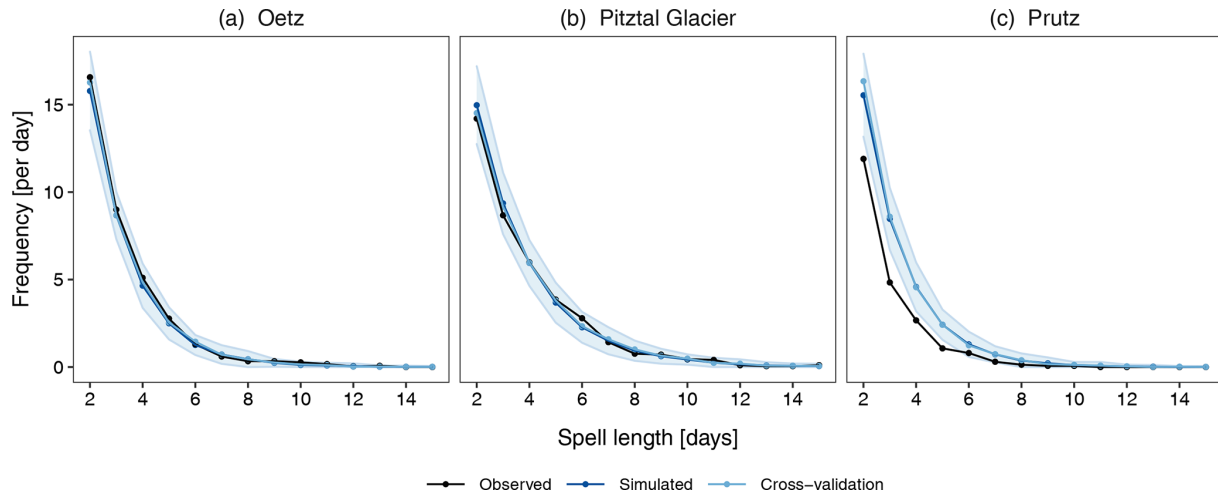 (a) Oetz
(b) Pitztal Glacier
(c) Prutz
Frequency [per day]
15
10
5
0
2 4 6 8 10 12 14
2 4 6 8 10 12 14
2 4 6 8 10 12 14
Spell length [days]
Observed
Simulated
Cross−validation